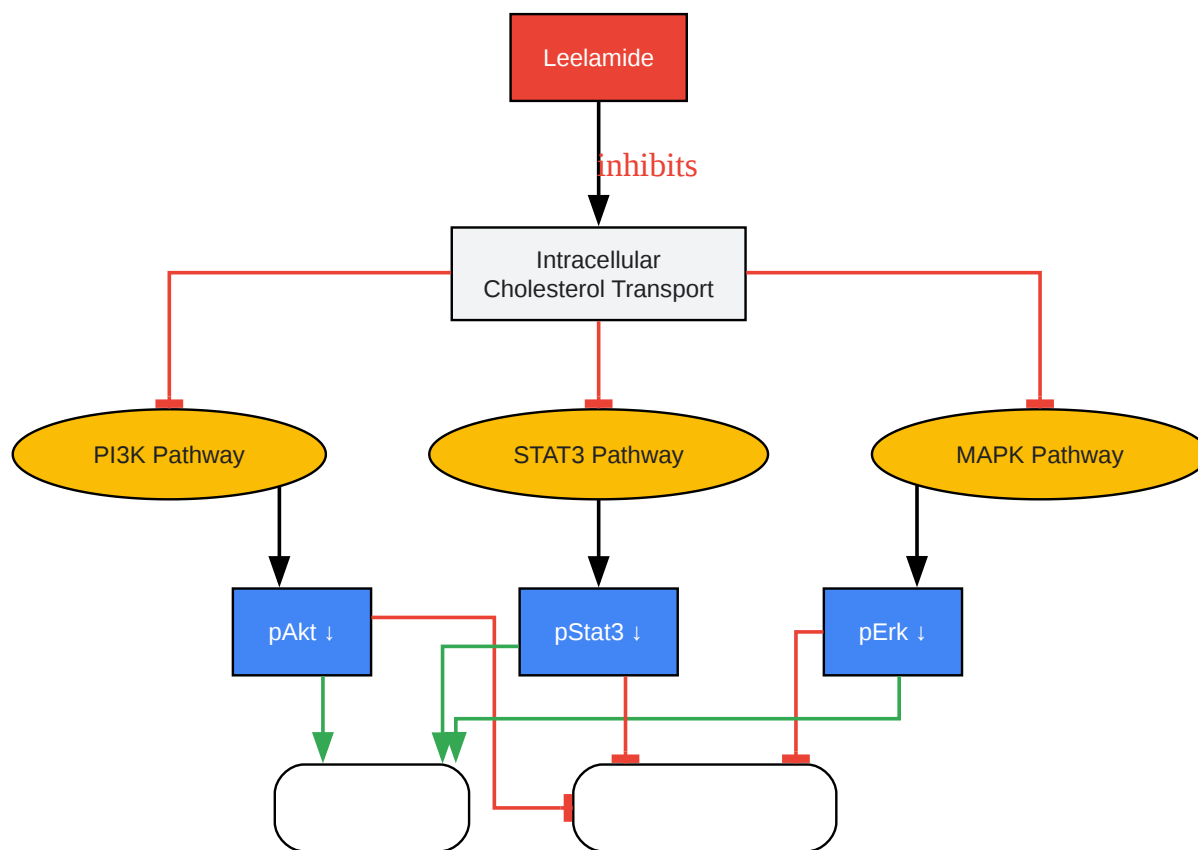 Leelamide
inhibits
Intracellular
Cholesterol Transport
PI3K Pathway
STAT3 Pathway
MAPK Pathway
pAkt ↓
pStat3 ↓
pErk ↓